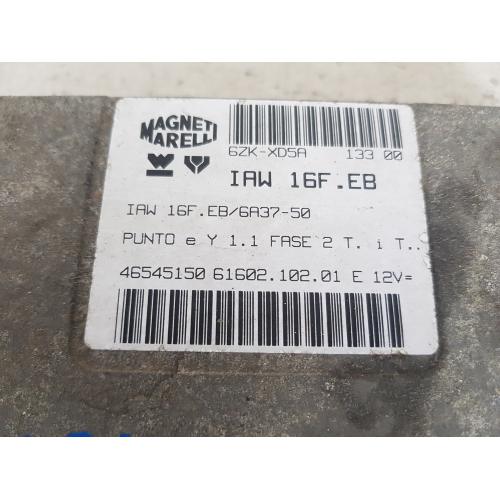 MAGNETI
MARELLI
6ZK-XD5A 133 00
IAW 16F.EB
IAW 16F.EB/6A37-50
PUNTO e Y 1.1 FASE 2 T. i T..
46545150 61602.102.01 E 12V=